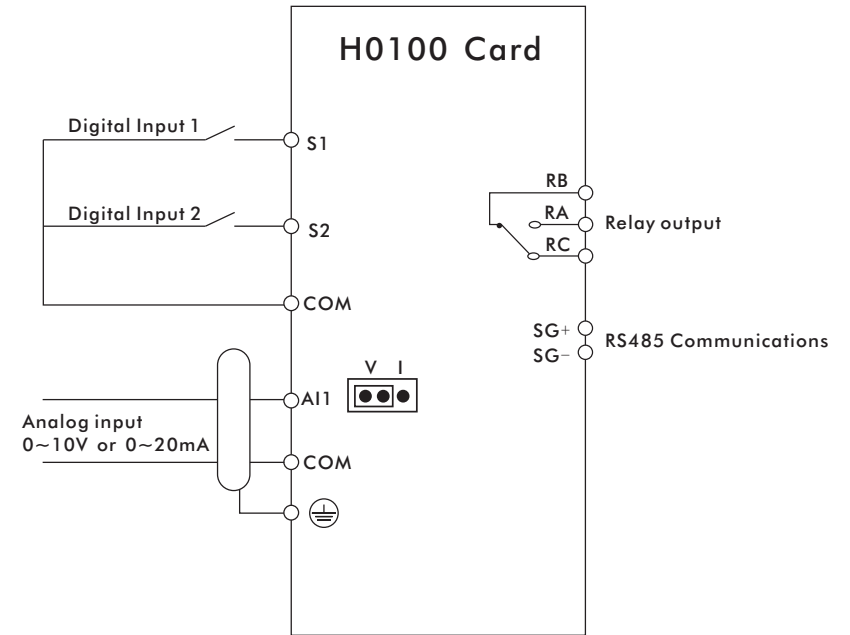 H0100 Card
Digital Input 1
S1
Digital Input 2
S2
COM
RB
RA
RC
Relay output
SG+
SG−
RS485 Communications
V I
AI1
Analog input
0~10V or 0~20mA
COM